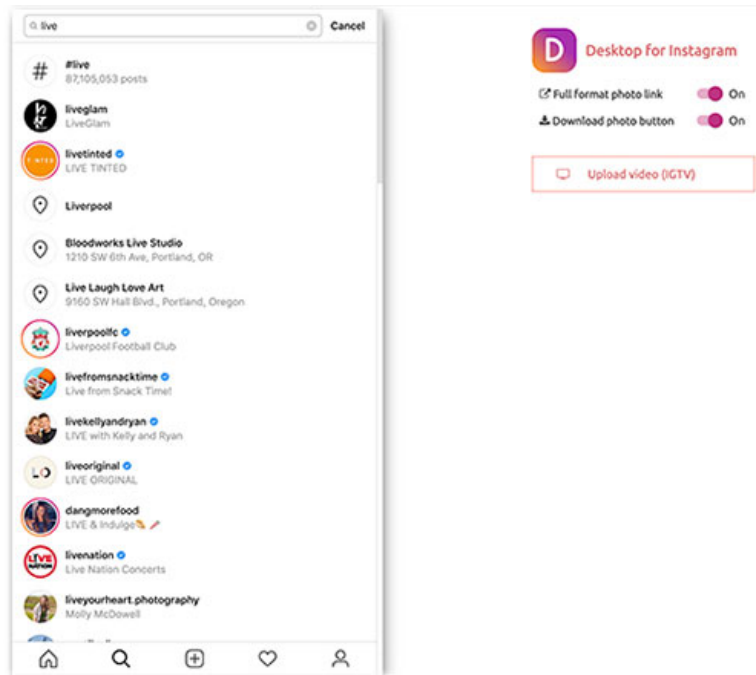 live
Cancel
#
#live
87,105,053 posts
liveglam
LiveGlam
TINTED
livetinted
LIVE TINTED
Liverpool
Bloodworks Live Studio
1210 SW 6th Ave, Portland, OR
Live Laugh Love Art
9160 SW Hall Blvd., Portland, Oregon
liverpoolfc
Liverpool Football Club
livefromsnacktime
Live from Snack Time!
livekellyandryan
LIVE with Kelly and Ryan
LO
liveoriginal
LIVE ORIGINAL
dangmorefood
LIVE & Indulge
LIVE
NATION
livenation
Live Nation Concerts
liveyourheart.photography
Molly McDowell
D
Desktop for Instagram
Full format photo link
On
Download photo button
On
Upload video (IGTV)